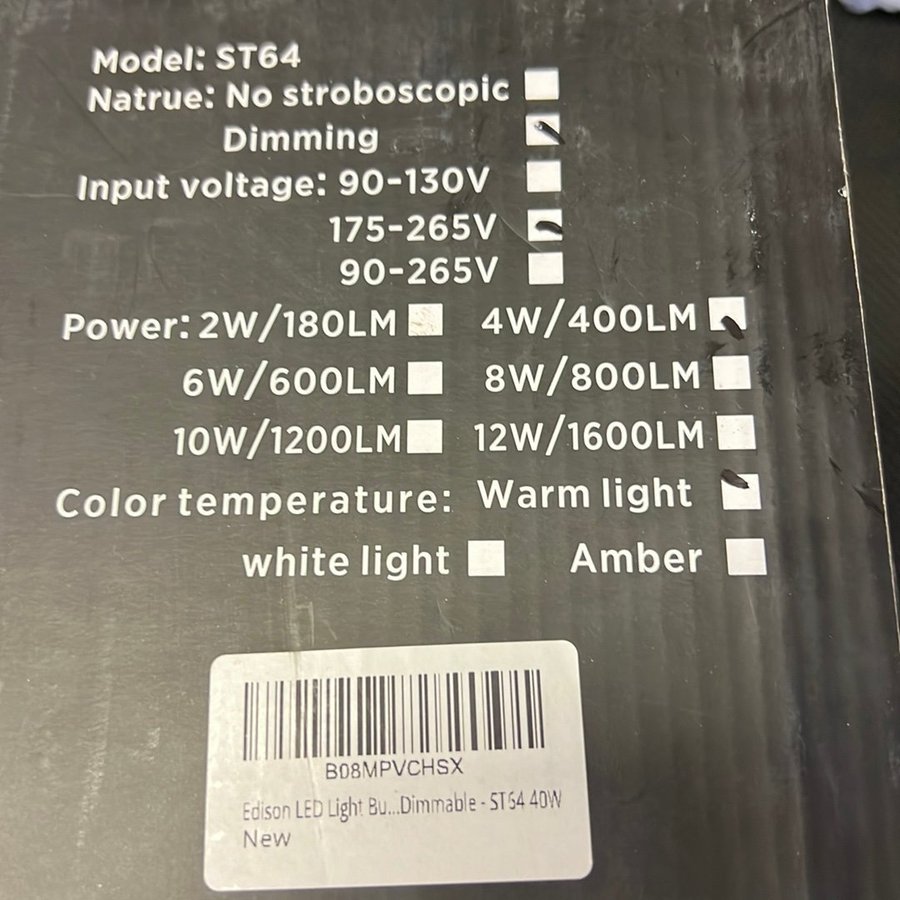 Model: ST64
Natrue: No stroboscopic
Dimming
Input voltage: 90-130V
175-265V
90-265V
Power: 2W/180LM 4W/400LM
6W/600LM 8W/800LM
10W/1200LM 12W/1600LM
Color temperature: Warm light
white light Amber
B08MPVCHSX
Edison LED Light Bu...Dimmable - ST64 40W
New